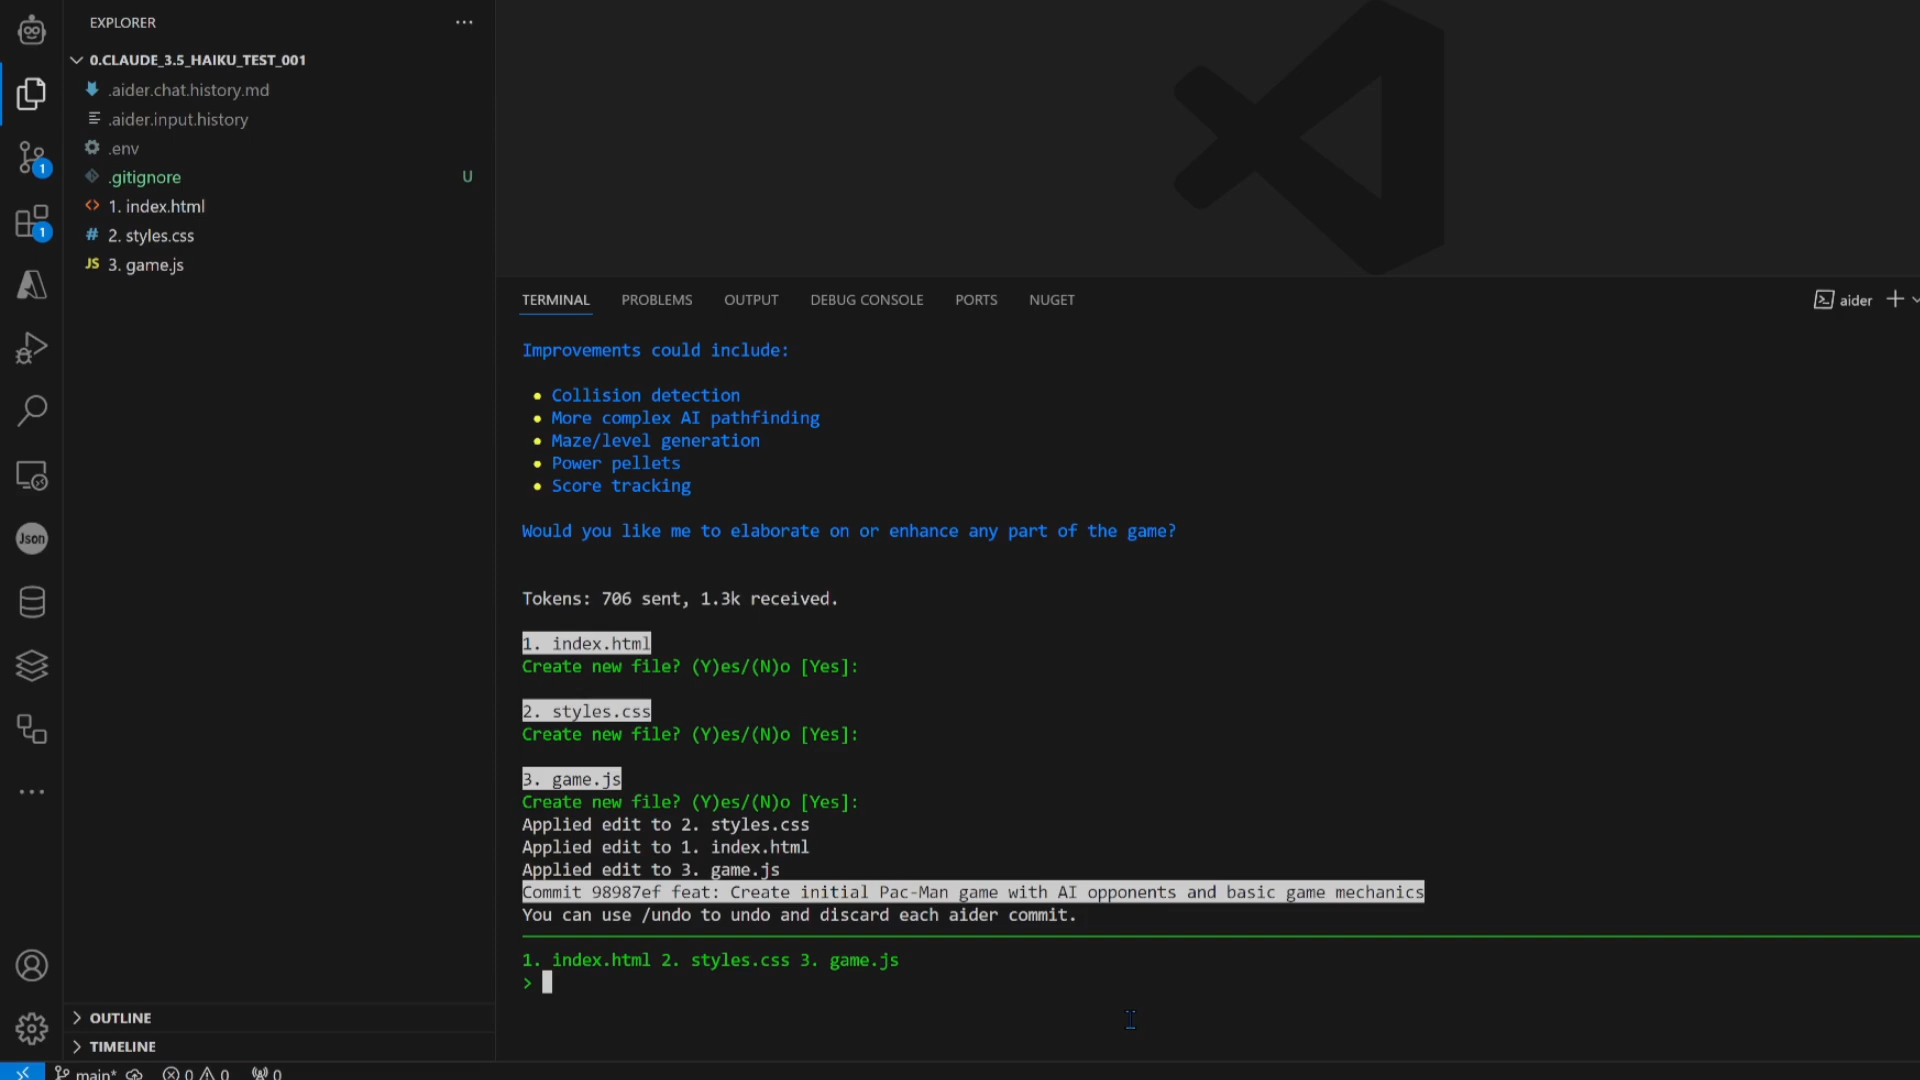 EXPLORER
0.CLAUDE_3.5_HAIKU_TEST_001
.aider.chat.history.md
.aider.input.history
.env
.gitignore U
1. index.html
2. styles.css
3. game.js
1
1
Json
OUTLINE
TIMELINE
TERMINAL PROBLEMS OUTPUT DEBUG CONSOLE PORTS NUGET
aider
Improvements could include:
• Collision detection
• More complex AI pathfinding
• Maze/level generation
• Power pellets
• Score tracking
Would you like me to elaborate on or enhance any part of the game?
Tokens: 706 sent, 1.3k received.
1. index.html
Create new file? (Y)es/(N)o [Yes]:
2. styles.css
Create new file? (Y)es/(N)o [Yes]:
3. game.js
Create new file? (Y)es/(N)o [Yes]:
Applied edit to 2. styles.css
Applied edit to 1. index.html
Applied edit to 3. game.js
Commit 98987ef feat: Create initial Pac-Man game with AI opponents and basic game mechanics
You can use /undo to undo and discard each aider commit.
1. index.html 2. styles.css 3. game.js
>
main* 0 0 0